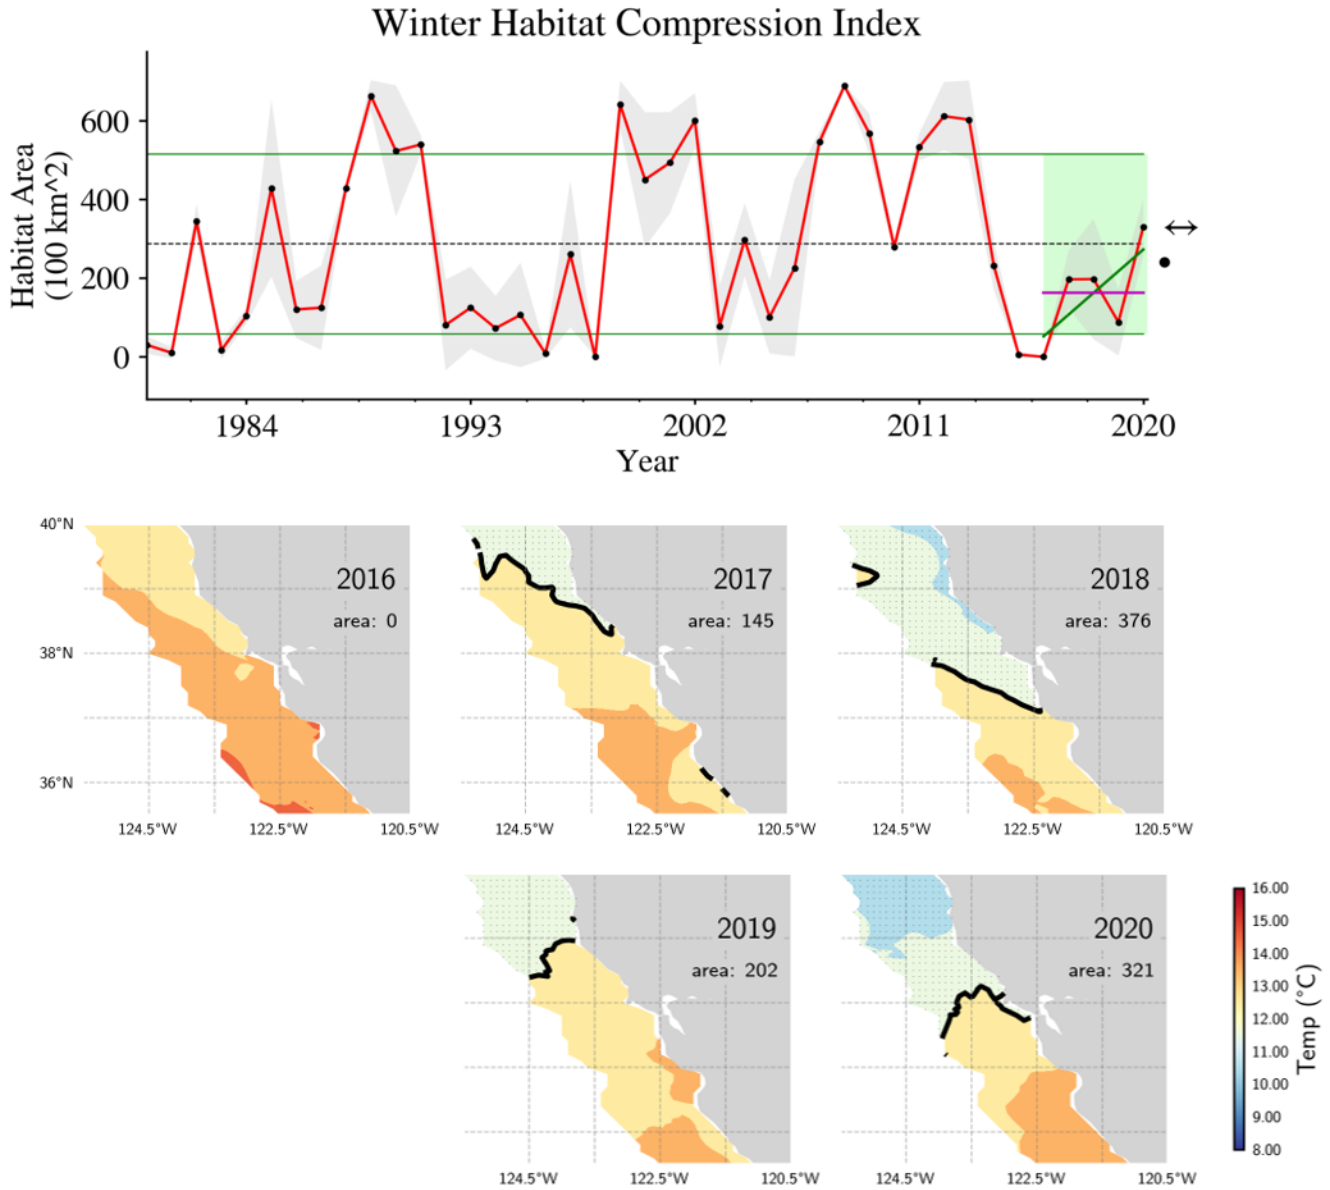 Winter Habitat Compression Index
Habitat Area
(100 km^2)
600
400
200
0
1984
1993
2002
2011
2020
Year
40°N
38°N
36°N
2016
area: 0
124.5°W
122.5°W
120.5°W
2017
area: 145
124.5°W
122.5°W
120.5°W
2018
area: 376
124.5°W
122.5°W
120.5°W
2019
area: 202
124.5°W
122.5°W
120.5°W
2020
area: 321
124.5°W
122.5°W
120.5°W
16.00
15.00
14.00
13.00
12.00
11.00
10.00
9.00
8.00
Temp (°C)